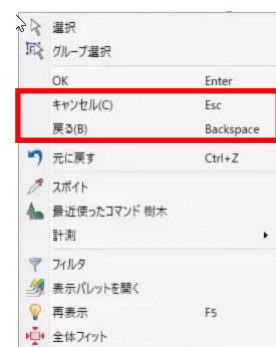 選択
グループ選択
OK Enter
キャンセル(C) Esc
戻る(B) Backspace
元に戻す Ctrl+Z
スポイト
最近使ったコマンド 樹木
計測
フィルタ
表示パレットを開く
再表示 F5
全体フィット